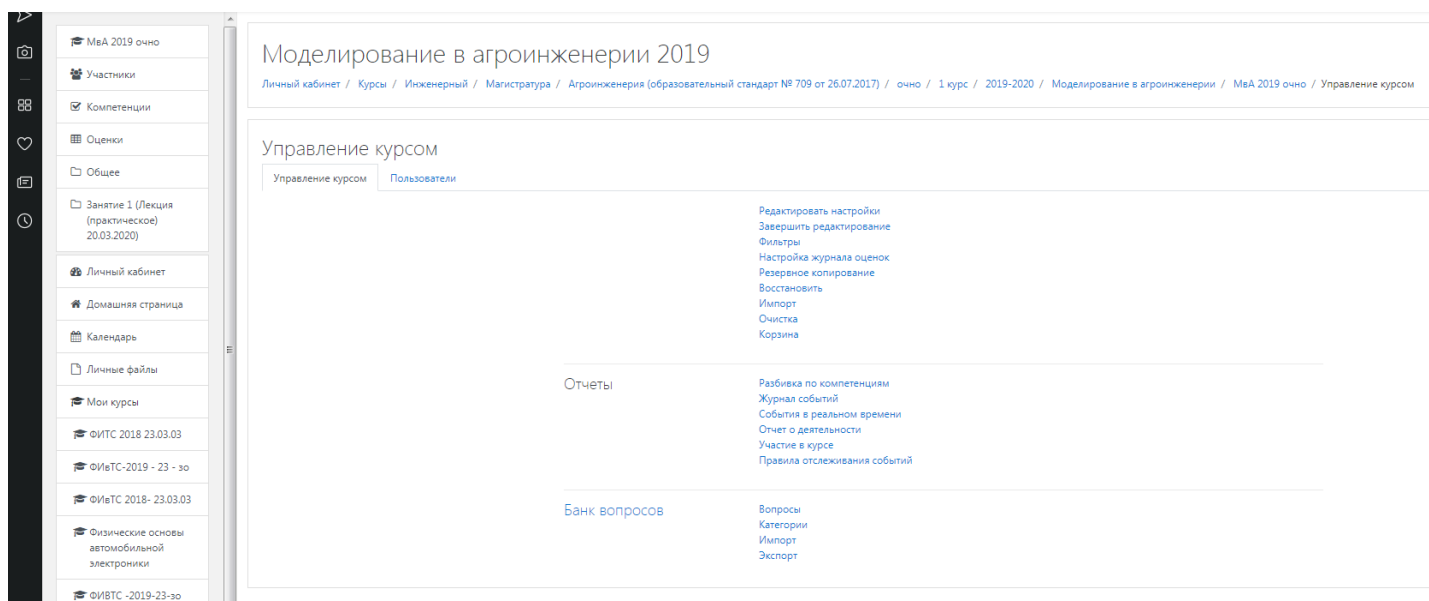 МвА 2019 очно
Участники
Компетенции
Оценки
Общее
Занятие 1 (Лекция
(практическое)
20.03.2020)
Личный кабинет
Домашняя страница
Календарь
Личные файлы
Мои курсы
ФИТС 2018 23.03.03
ФИвТС-2019 - 23 - зо
ФИвТС 2018- 23.03.03
Физические основы
автомобильной
электроники
ФИВТС -2019-23-зо
Моделирование в агроинженерии 2019
Личный кабинет / Курсы / Инженерный / Магистратура / Агроинженерия (образовательный стандарт № 709 от 26.07.2017) / очно / 1 курс / 2019-2020 / Моделирование в агроинженерии / МвА 2019 очно / Управление курсом
Управление курсом
Управление курсом Пользователи
Редактировать настройки
Завершить редактирование
Фильтры
Настройка журнала оценок
Резервное копирование
Восстановить
Импорт
Очистка
Корзина
Отчеты
Разбивка по компетенциям
Журнал событий
События в реальном времени
Отчет о деятельности
Участие в курсе
Правила отслеживания событий
Банк вопросов
Вопросы
Категории
Импорт
Экспорт